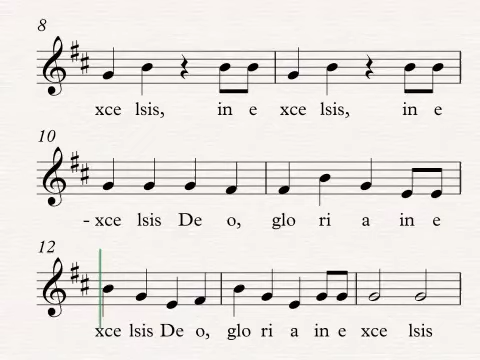 8
xce lsis, in e xce lsis, in e
10
-xce lsis De o, glo ri a in e
12
xce lsis De o, glo ri a in e xce lsis